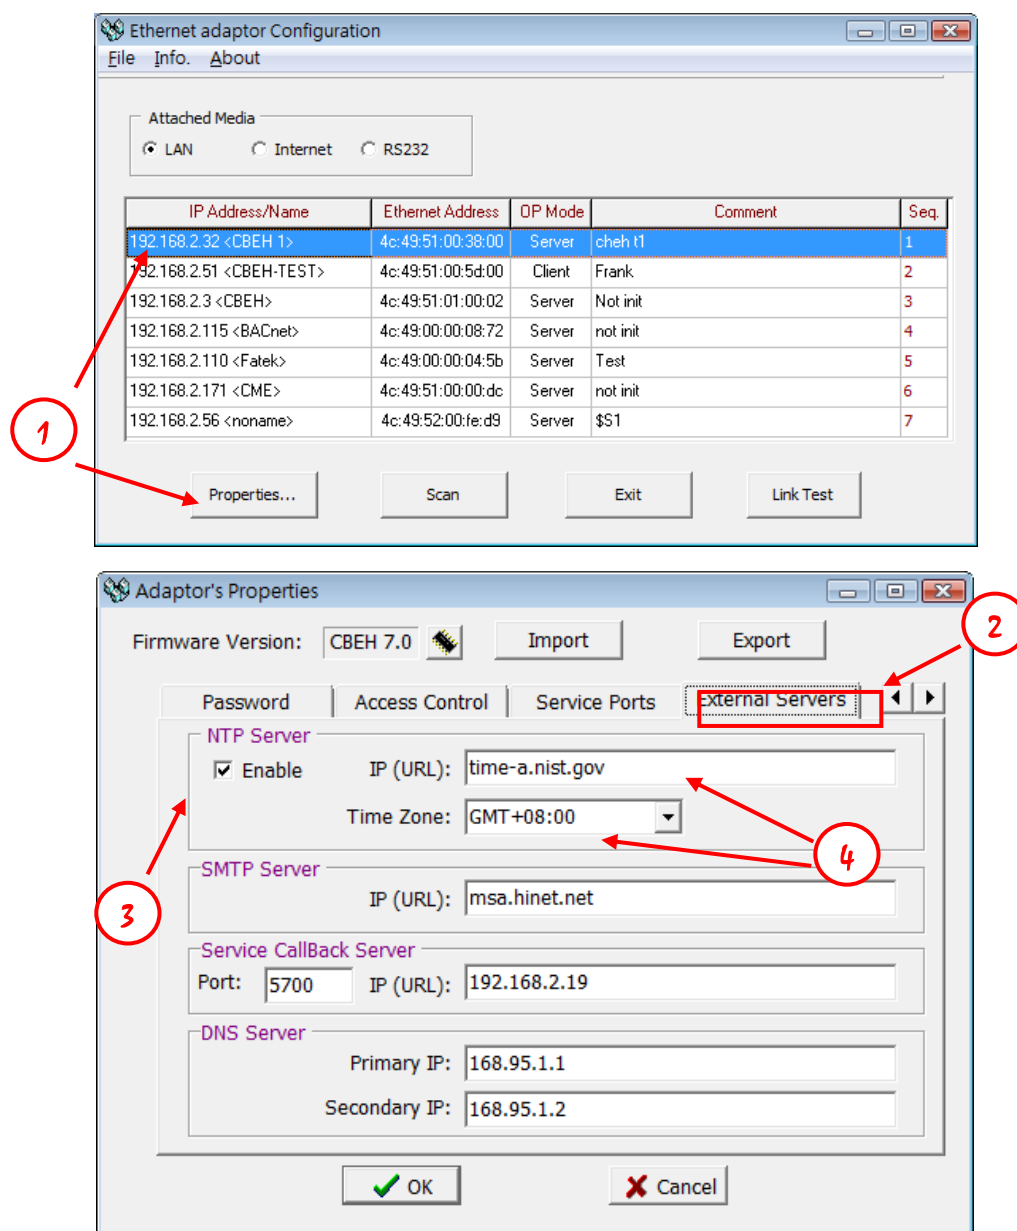 Ethernet adaptor Configuration
File Info. About
Attached Media
LAN Internet RS232
IP Address/Name Ethernet Address OP Mode Comment Seq.
192.168.2.32 <CBEH 1> 4c:49:51:00:38:00 Server cheh t1 1
192.168.2.51 <CBEH-TEST> 4c:49:51:00:5d:00 Client Frank 2
192.168.2.3 <CBEH> 4c:49:51:01:00:02 Server Not init 3
192.168.2.115 <BACnet> 4c:49:00:00:08:72 Server not init 4
192.168.2.110 <Fatek> 4c:49:00:00:04:5b Server Test 5
192.168.2.171 <CME> 4c:49:51:00:00:dc Server not init 6
192.168.2.56 <noname> 4c:49:52:00:fe:d9 Server $S1 7
1
Properties... Scan Exit Link Test
Adaptor's Properties
2
Firmware Version: CBEH 7.0 Import Export
Password Access Control Service Ports External Servers
NTP Server
Enable IP (URL): time-a.nist.gov
Time Zone: GMT+08:00
4
SMTP Server
3
IP (URL): msa.hinet.net
Service CallBack Server
Port: 5700 IP (URL): 192.168.2.19
DNS Server
Primary IP: 168.95.1.1
Secondary IP: 168.95.1.2
OK Cancel